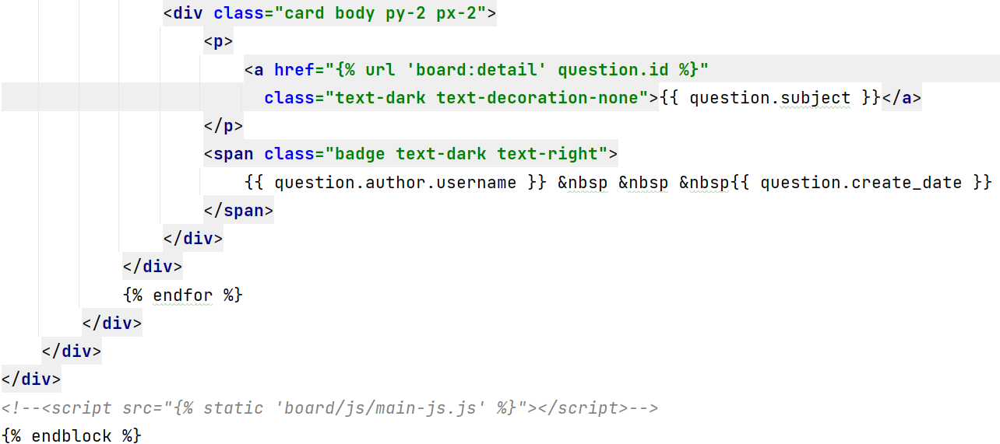 <div class="card body py-2 px-2">
<p>
<a href="{% url 'board:detail' question.id %}"
class="text-dark text-decoration-none">{{ question.subject }}</a>
</p>
<span class="badge text-dark text-right">
{{ question.author.username }} &nbsp &nbsp &nbsp{{ question.create_date }}
</span>
</div>
</div>
{% endfor %}
</div>
</div>
</div>
<!--<script src="{% static 'board/js/main-js.js' %}"></script>-->
{% endblock %}